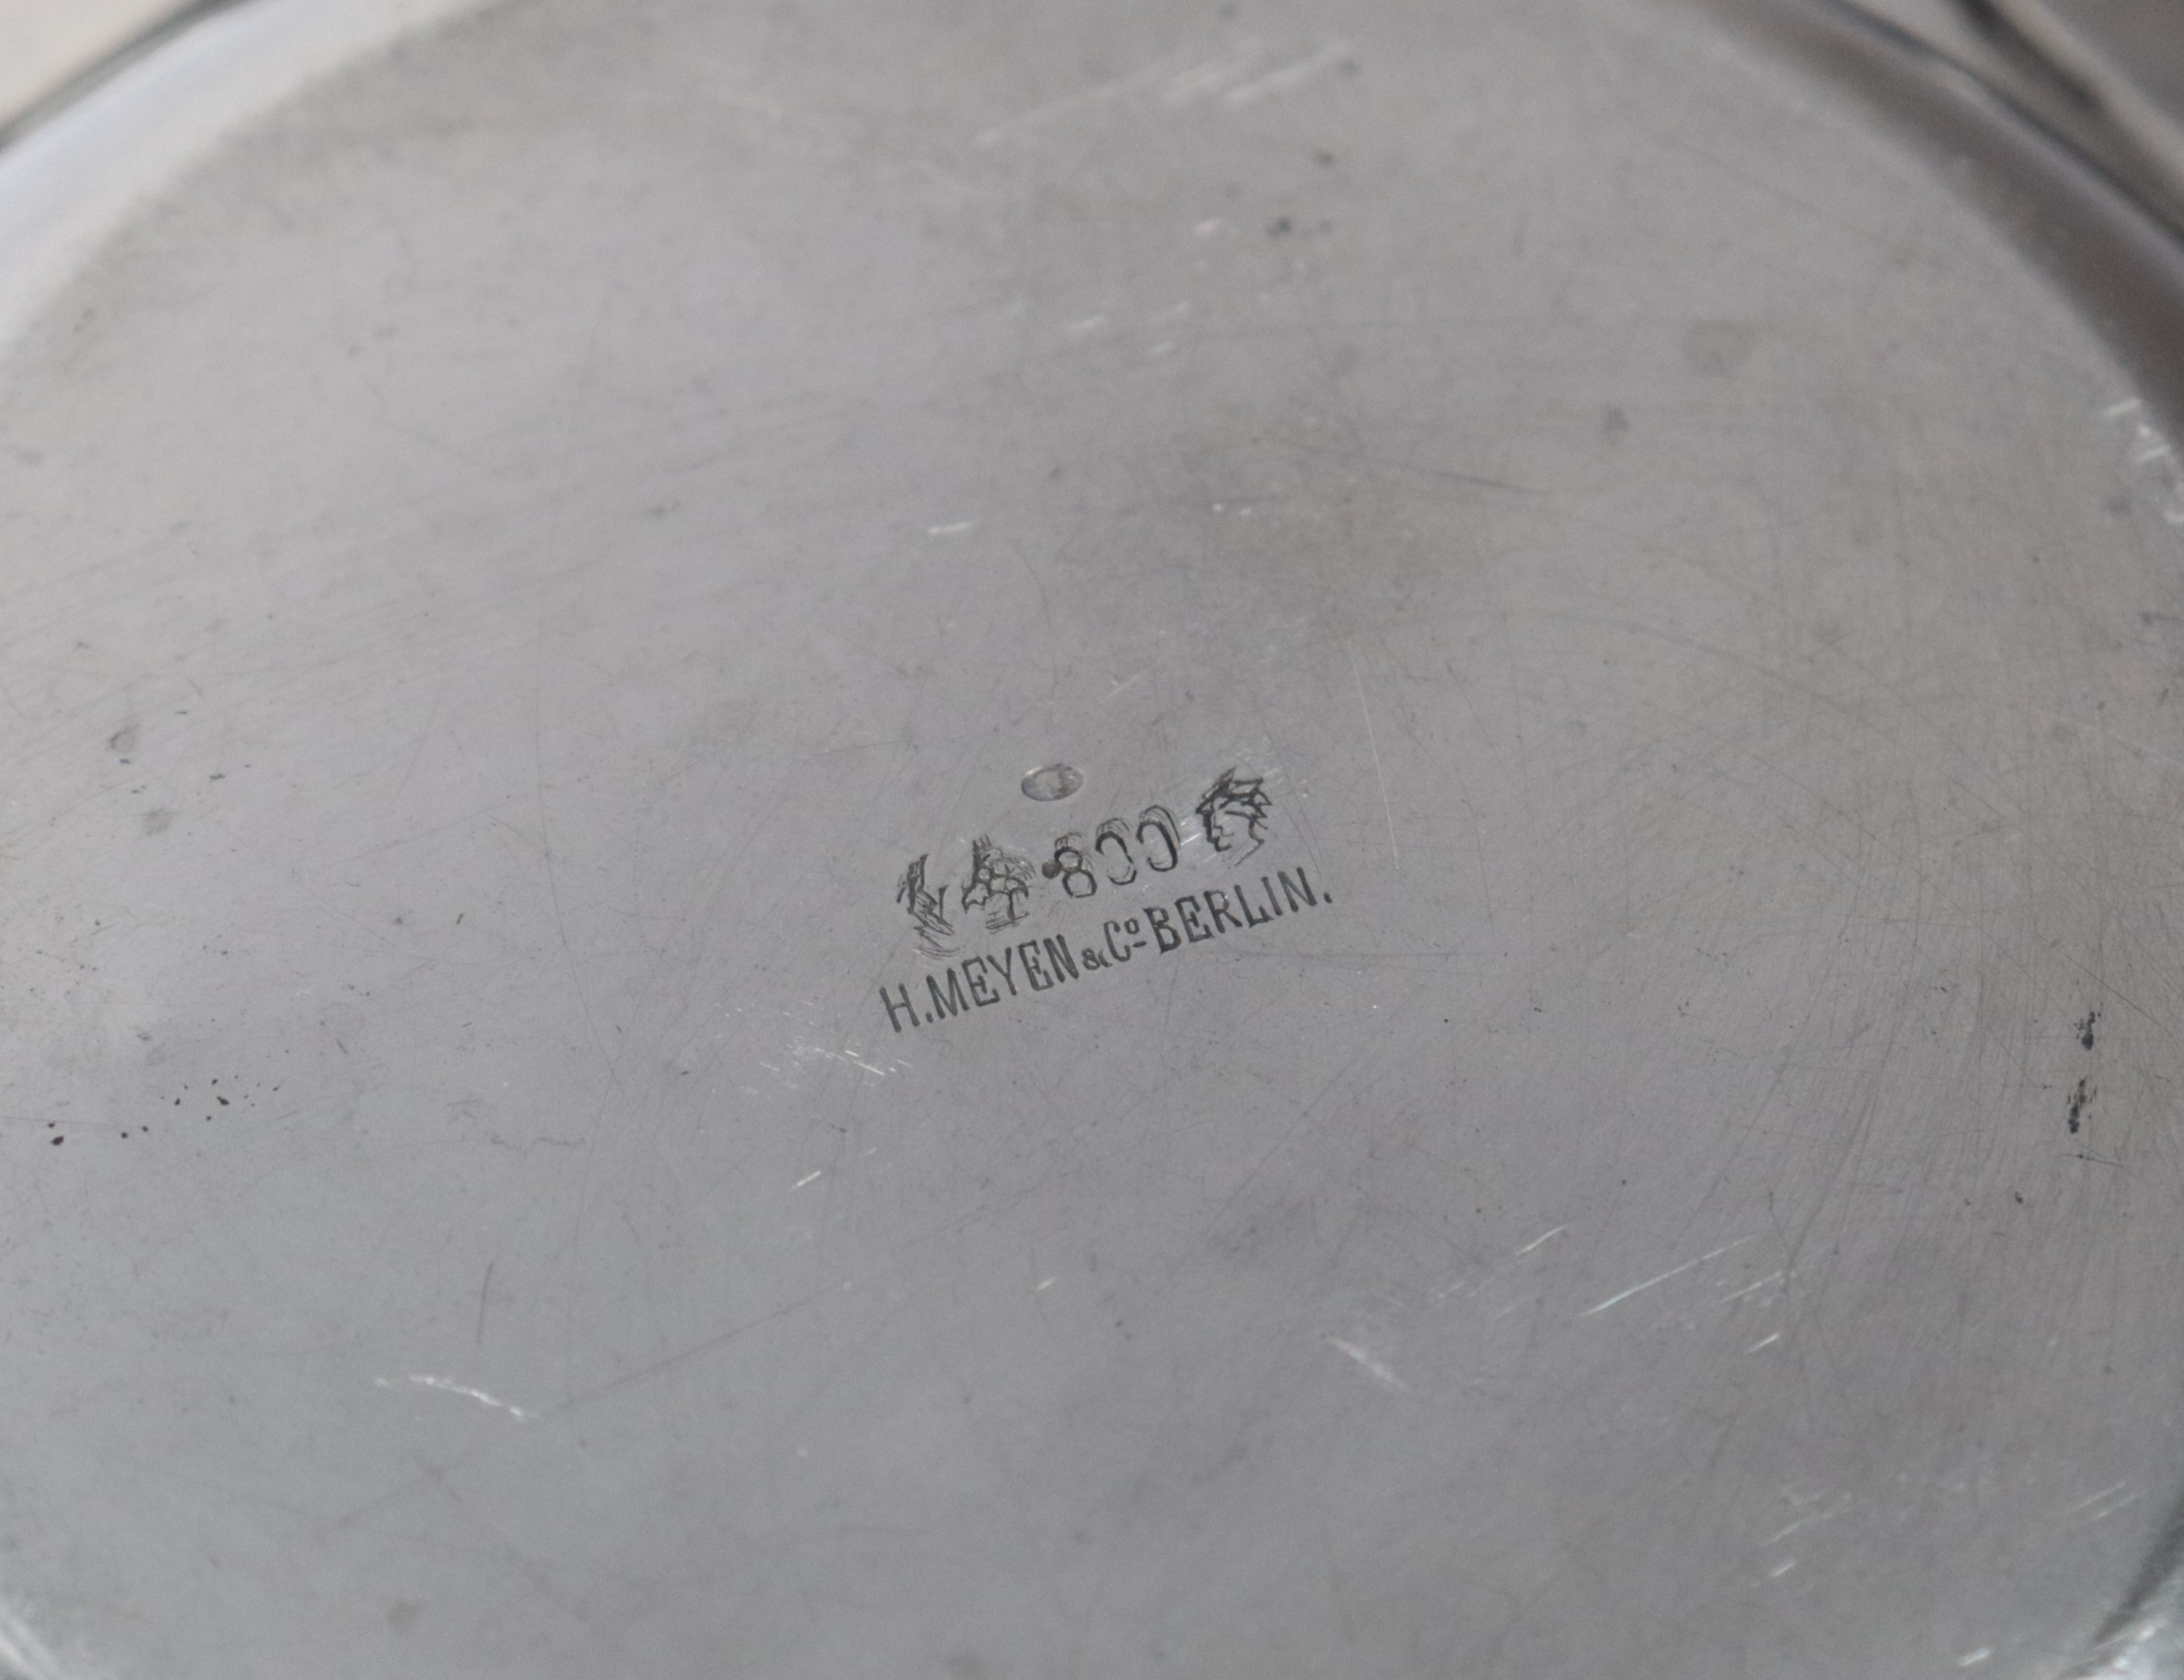 800
H. MEYEN & Cº BERLIN.